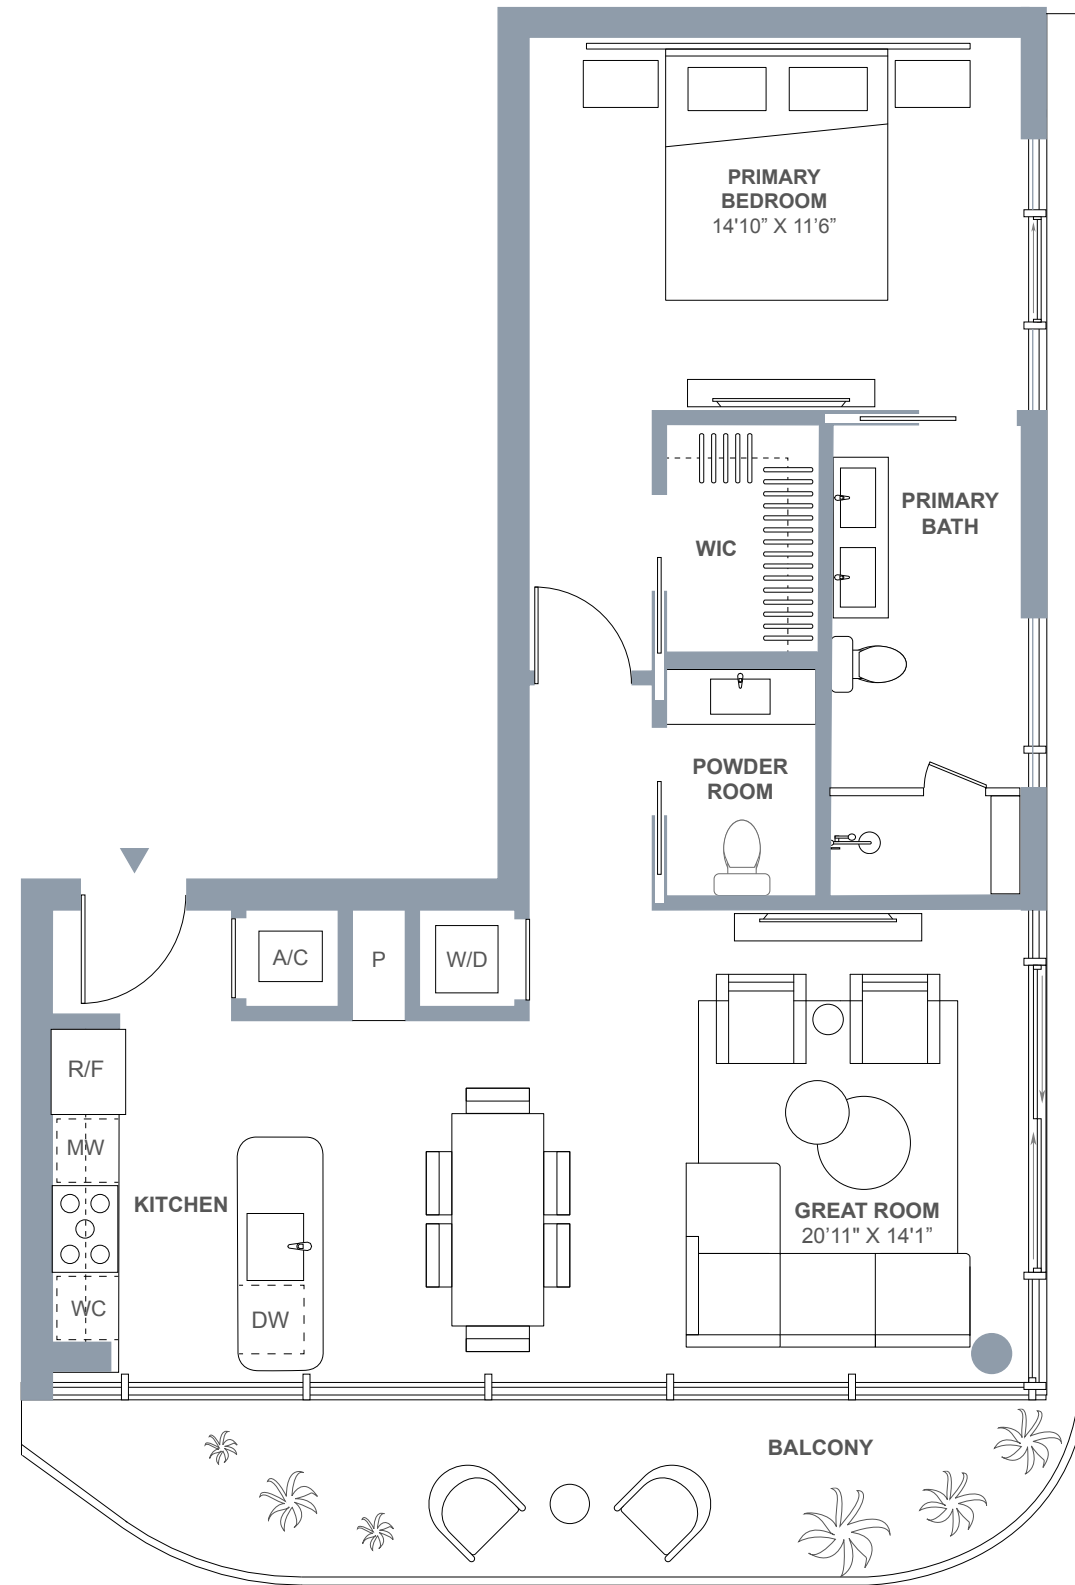 PRIMARY
BEDROOM
14'10” X 11'6”
PRIMARY
BATH
WIC
POWDER
ROOM
A/C
P
W/D
R/F
MW
KITCHEN
GREAT ROOM
20’11" X 14'1”
WC
DW
BALCONY